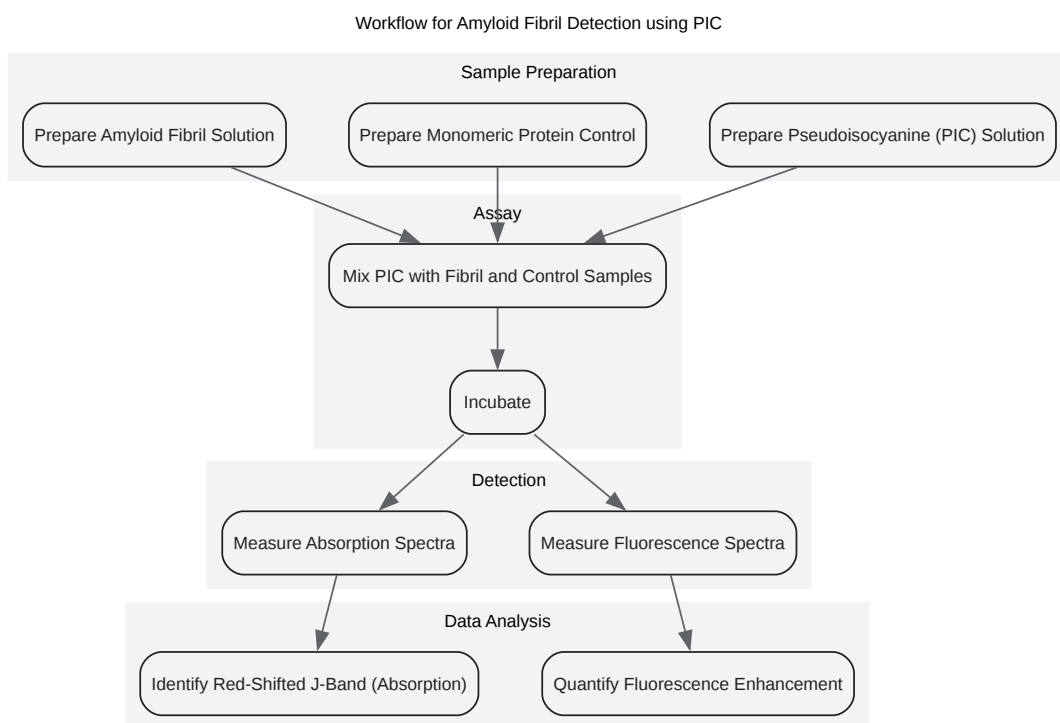 Workflow for Amyloid Fibril Detection using PIC
Sample Preparation
Prepare Amyloid Fibril Solution
Prepare Monomeric Protein Control
Prepare Pseudoisocyanine (PIC) Solution
Assay
Mix PIC with Fibril and Control Samples
Incubate
Detection
Measure Absorption Spectra
Measure Fluorescence Spectra
Data Analysis
Identify Red-Shifted J-Band (Absorption)
Quantify Fluorescence Enhancement